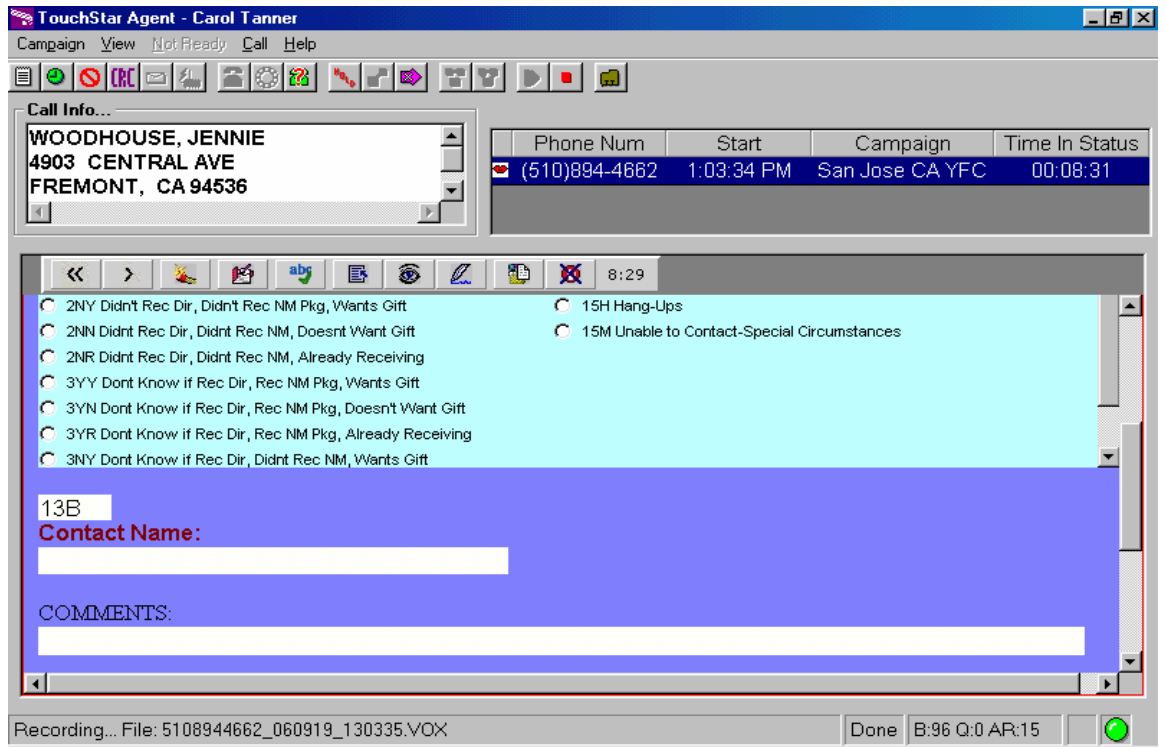 TouchStar Agent - Carol Tanner
Campaign View Not Ready Call Help
CRC
Call Info...
WOODHOUSE, JENNIE
4903 CENTRAL AVE
FREMONT, CA 94536
Phone Num Start Campaign Time In Status
(510)894-4662 1:03:34 PM San Jose CA YFC 00:08:31
abc 8:29
2NY Didn't Rec Dir, Didn't Rec NM Pkg, Wants Gift
2NN Didnt Rec Dir, Didnt Rec NM, Doesnt Want Gift
2NR Didnt Rec Dir, Didnt Rec NM, Already Receiving
3YY Dont Know if Rec Dir, Rec NM Pkg, Wants Gift
3YN Dont Know if Rec Dir, Rec NM Pkg, Doesn't Want Gift
3YR Dont Know if Rec Dir, Rec NM Pkg, Already Receiving
3NY Dont Know if Rec Dir, Didnt Rec NM, Wants Gift
15H Hang-Ups
15M Unable to Contact-Special Circumstances
13B
Contact Name:
COMMENTS:
Recording... File: 5108944662_060919_130335.VOX Done B:96 Q:0 AR:15